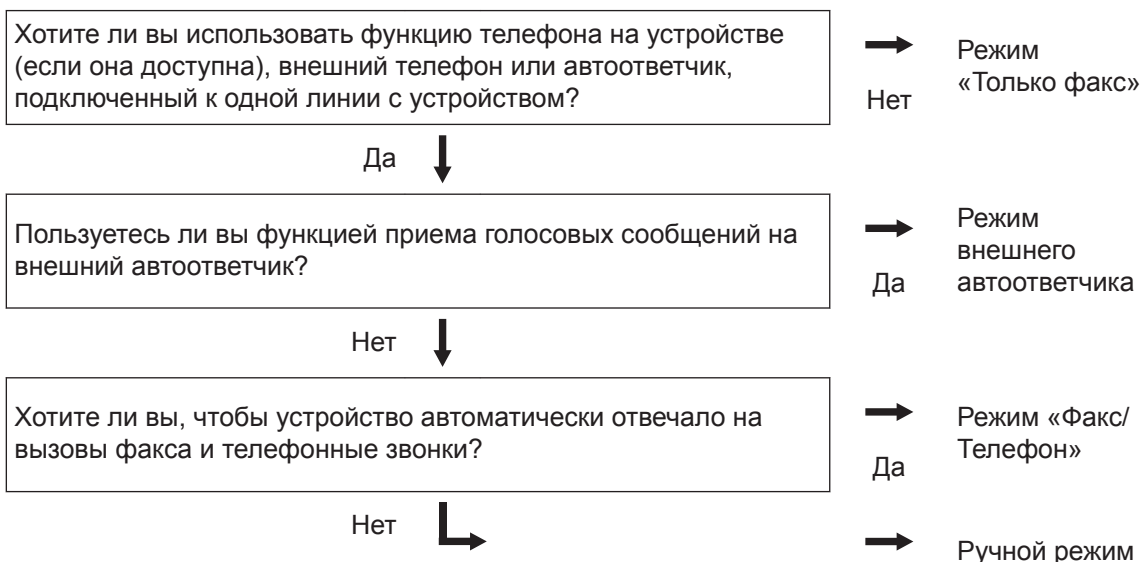 Хотите ли вы использовать функцию телефона на устройстве
(если она доступна), внешний телефон или автоответчик,
подключенный к одной линии с устройством?
Нет
Режим
«Только факс»
Да
Пользуетесь ли вы функцией приема голосовых сообщений на
внешний автоответчик?
Да
Режим
внешнего
автоответчика
Нет
Хотите ли вы, чтобы устройство автоматически отвечало на
вызовы факса и телефонные звонки?
Да
Режим «Факс/
Телефон»
Нет
Ручной режим